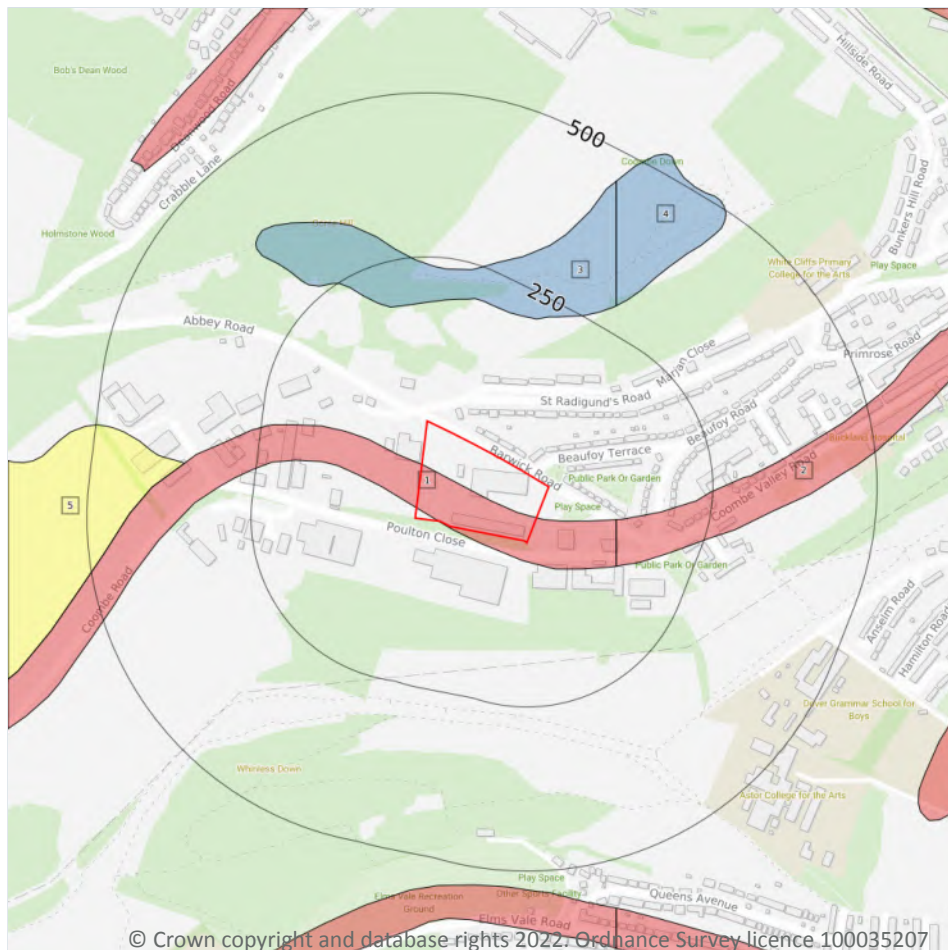 Bob's Dean Wood
Hillside Road
500
Deanwood Road
Crabble Lane
Coombe Down
Bunkers Hill Road
4
Holmstone Wood
3
White Cliffs Primary
College for the Arts
Play Space
250
Abbey Road
Primrose Road
Marjan Close
St Radigund's Road
Beaufoy Road
Buckland Hospital
Barwick Road
Beaufoy Terrace
2
Coombe Valley Road
1
Public Park Or Garden
5
Play Space
Poulton Close
Public Park Or Garden
Coombe Road
Anselm Road
Hamilton Road
Dover Grammar School for
Boys
Whinless Down
Astor College for the Arts
Play Space
Other Sports Facility
Elms Vale Recreation
Ground
Queens Avenue
Elms Vale Road
© Crown copyright and database rights 2022. Ordnance Survey licence 100035207